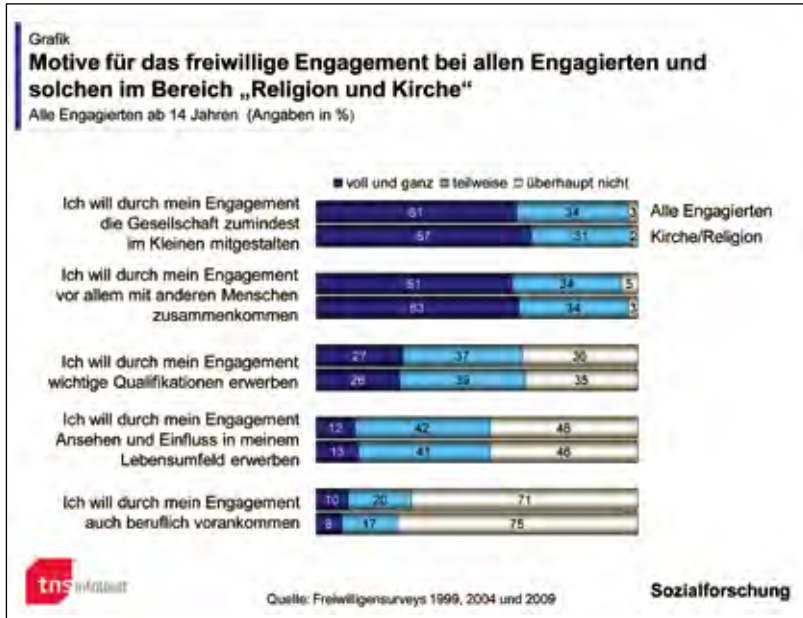 Grafik
Motive für das freiwillige Engagement bei allen Engagierten und
solchen im Bereich „Religion und Kirche“
Alle Engagierten ab 14 Jahren (Angaben in %)
voll und ganz teilweise überhaupt nicht
Ich will durch mein Engagement
die Gesellschaft zumindest
im Kleinen mitgestalten
61 34 3 Alle Engagierten
67 31 2 Kirche/Religion
Ich will durch mein Engagement
vor allem mit anderen Menschen
zusammenkommen
61 34 5
63 34 3
Ich will durch mein Engagement
wichtige Qualifikationen erwerben
27 37 36
26 39 35
Ich will durch mein Engagement
Ansehen und Einfluss in meinem
Lebensumfeld erwerben
12 42 46
13 41 46
Ich will durch mein Engagement
auch beruflich vorankommen
10 20 71
8 17 75
tns infratest
Quelle: Freiwilligensurveys 1999, 2004 und 2009
Sozialforschung